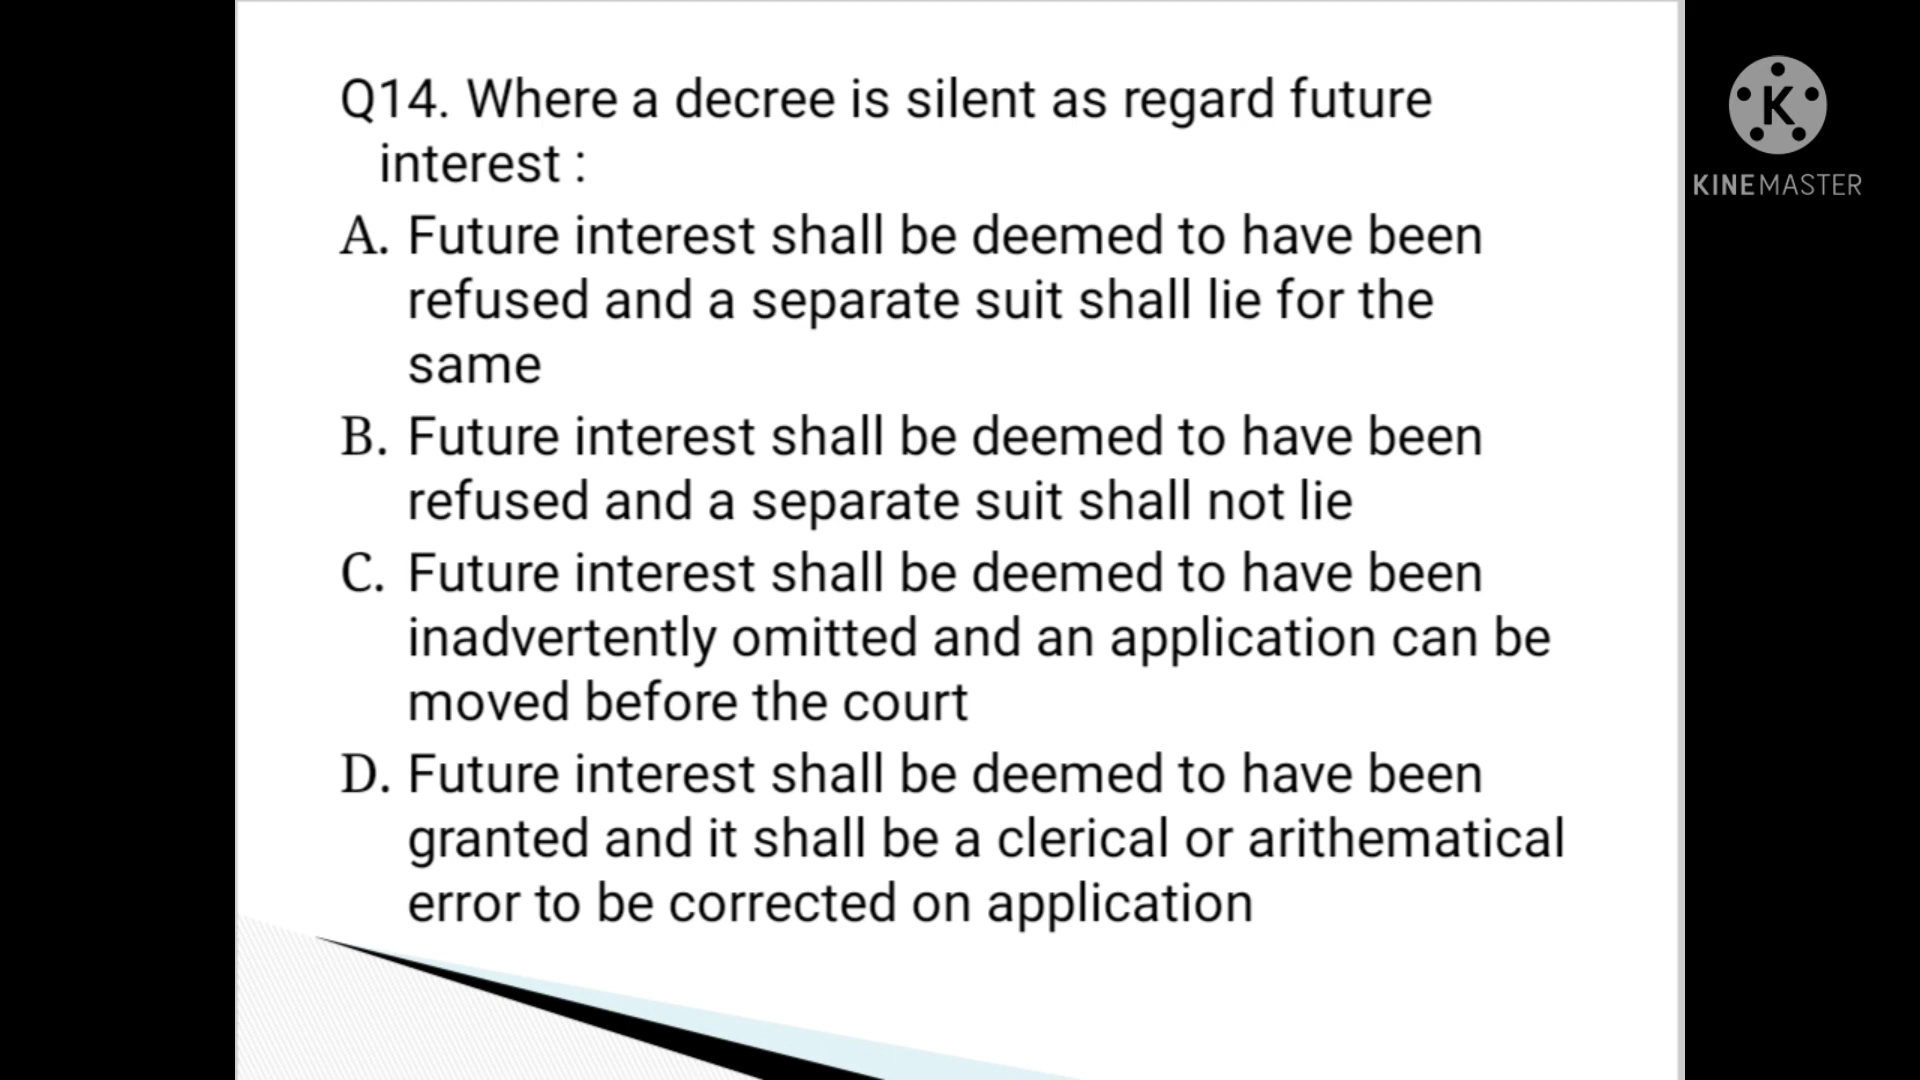 Q14. Where a decree is silent as regard future
interest :
A. Future interest shall be deemed to have been
refused and a separate suit shall lie for the
same
B. Future interest shall be deemed to have been
refused and a separate suit shall not lie
C. Future interest shall be deemed to have been
inadvertently omitted and an application can be
moved before the court
D. Future interest shall be deemed to have been
granted and it shall be a clerical or arithematical
error to be corrected on application
K
KINEMASTER